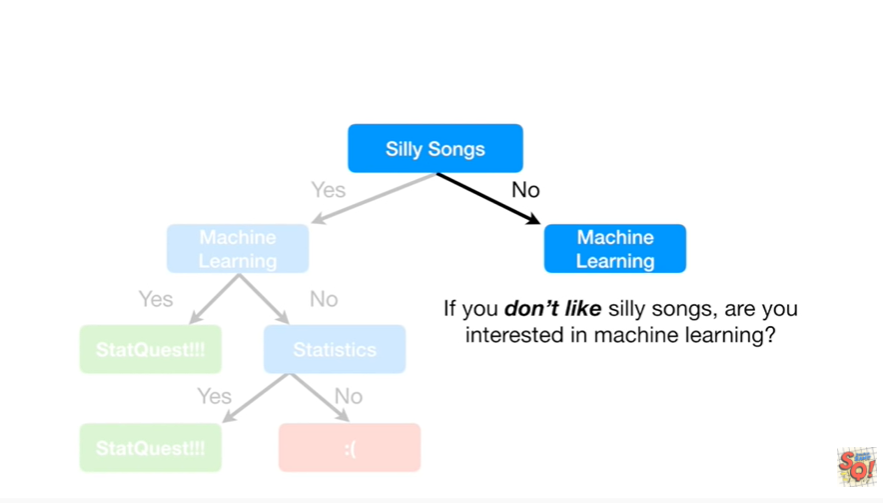 Silly Songs
Yes
No
Machine
Learning
Machine
Learning
Yes
No
If you don't like silly songs, are you
interested in machine learning?
StatQuest!!!
Statistics
Yes
No
StatQuest!!!
:(
SQ!